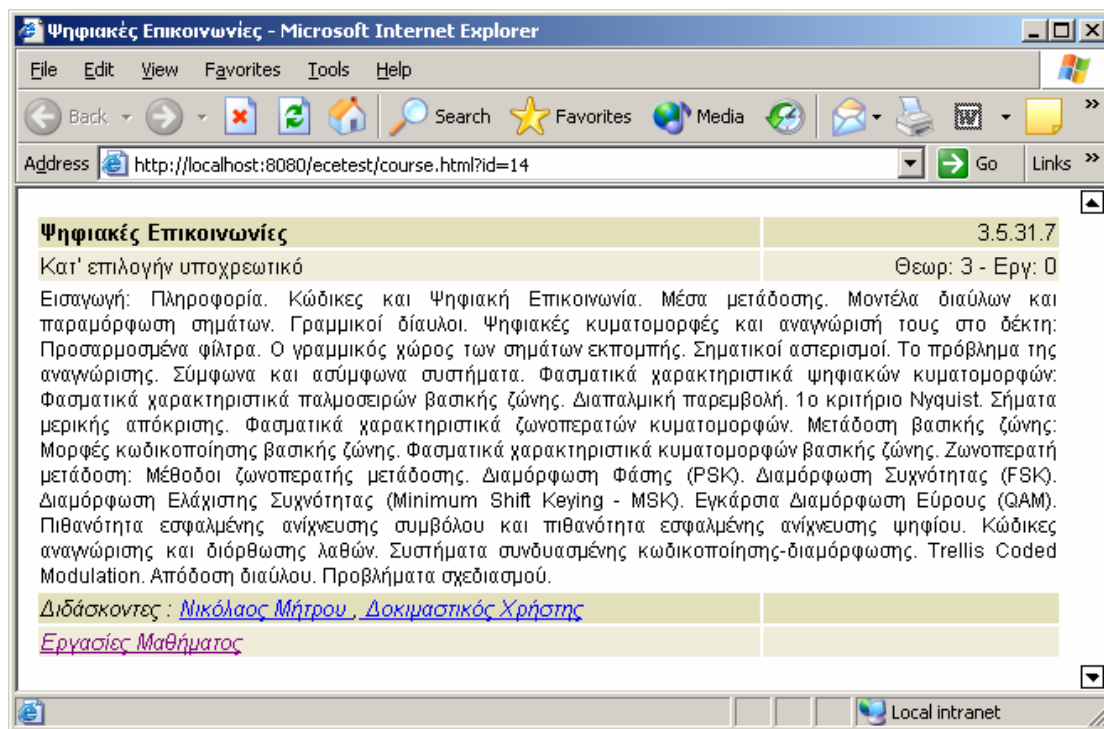 Ψηφιακές Επικοινωνίες - Microsoft Internet Explorer
File Edit View Favorites Tools Help
Back Search Favorites Media »
Address http://localhost:8080/ecetest/course.html?id=14 Go Links »
Ψηφιακές Επικοινωνίες 3.5.31.7
Κατ' επιλογήν υποχρεωτικό Θεωρ: 3 - Εργ: 0
Εισαγωγή: Πληροφορία. Κώδικες και Ψηφιακή Επικοινωνία. Μέσα μετάδοσης. Μοντέλα διαύλων και
παραμόρφωση σημάτων. Γραμμικοί δίαυλοι. Ψηφιακές κυματομορφές και αναγνώρισή τους στο δέκτη:
Προσαρμοσμένα φίλτρα. Ο γραμμικός χώρος των σημάτων εκπομπής. Σηματικοί αστερισμοί. Το πρόβλημα της
αναγνώρισης. Σύμφωνα και ασύμφωνα συστήματα. Φασματικά χαρακτηριστικά ψηφιακών κυματομορφών:
Φασματικά χαρακτηριστικά παλμοσειρών βασικής ζώνης. Διαπαλμική παρεμβολή. 1ο κριτήριο Nyquist. Σήματα
μερικής απόκρισης. Φασματικά χαρακτηριστικά ζωνοπερατών κυματομορφών. Μετάδοση βασικής ζώνης:
Μορφές κωδικοποίησης βασικής ζώνης. Φασματικά χαρακτηριστικά κυματομορφών βασικής ζώνης. Ζωνοπερατή
μετάδοση: Μέθοδοι ζωνοπερατής μετάδοσης. Διαμόρφωση Φάσης (PSK). Διαμόρφωση Συχνότητας (FSK).
Διαμόρφωση Ελάχιστης Συχνότητας (Minimum Shift Keying - MSK). Εγκάρσια Διαμόρφωση Εύρους (QAM).
Πιθανότητα εσφαλμένης ανίχνευσης συμβόλου και πιθανότητα εσφαλμένης ανίχνευσης ψηφίου. Κώδικες
αναγνώρισης και διόρθωσης λαθών. Συστήματα συνδυασμένης κωδικοποίησης-διαμόρφωσης. Trellis Coded
Modulation. Απόδοση διαύλου. Προβλήματα σχεδιασμού.
Διδάσκοντες : Νικόλαος Μήτρου , Δοκιμαστικός Χρήστης
Εργασίες Μαθήματος
Local intranet